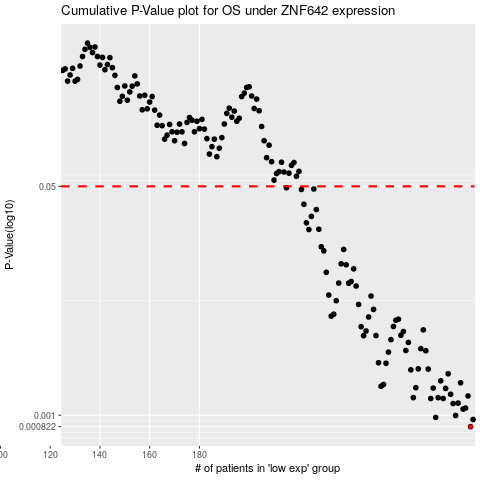 Cumulative P-Value plot for OS under ZNF642 expression
P-Value(log10)
0.05
0.001
0.000822
00 120 140 160 180
# of patients in 'low exp' group